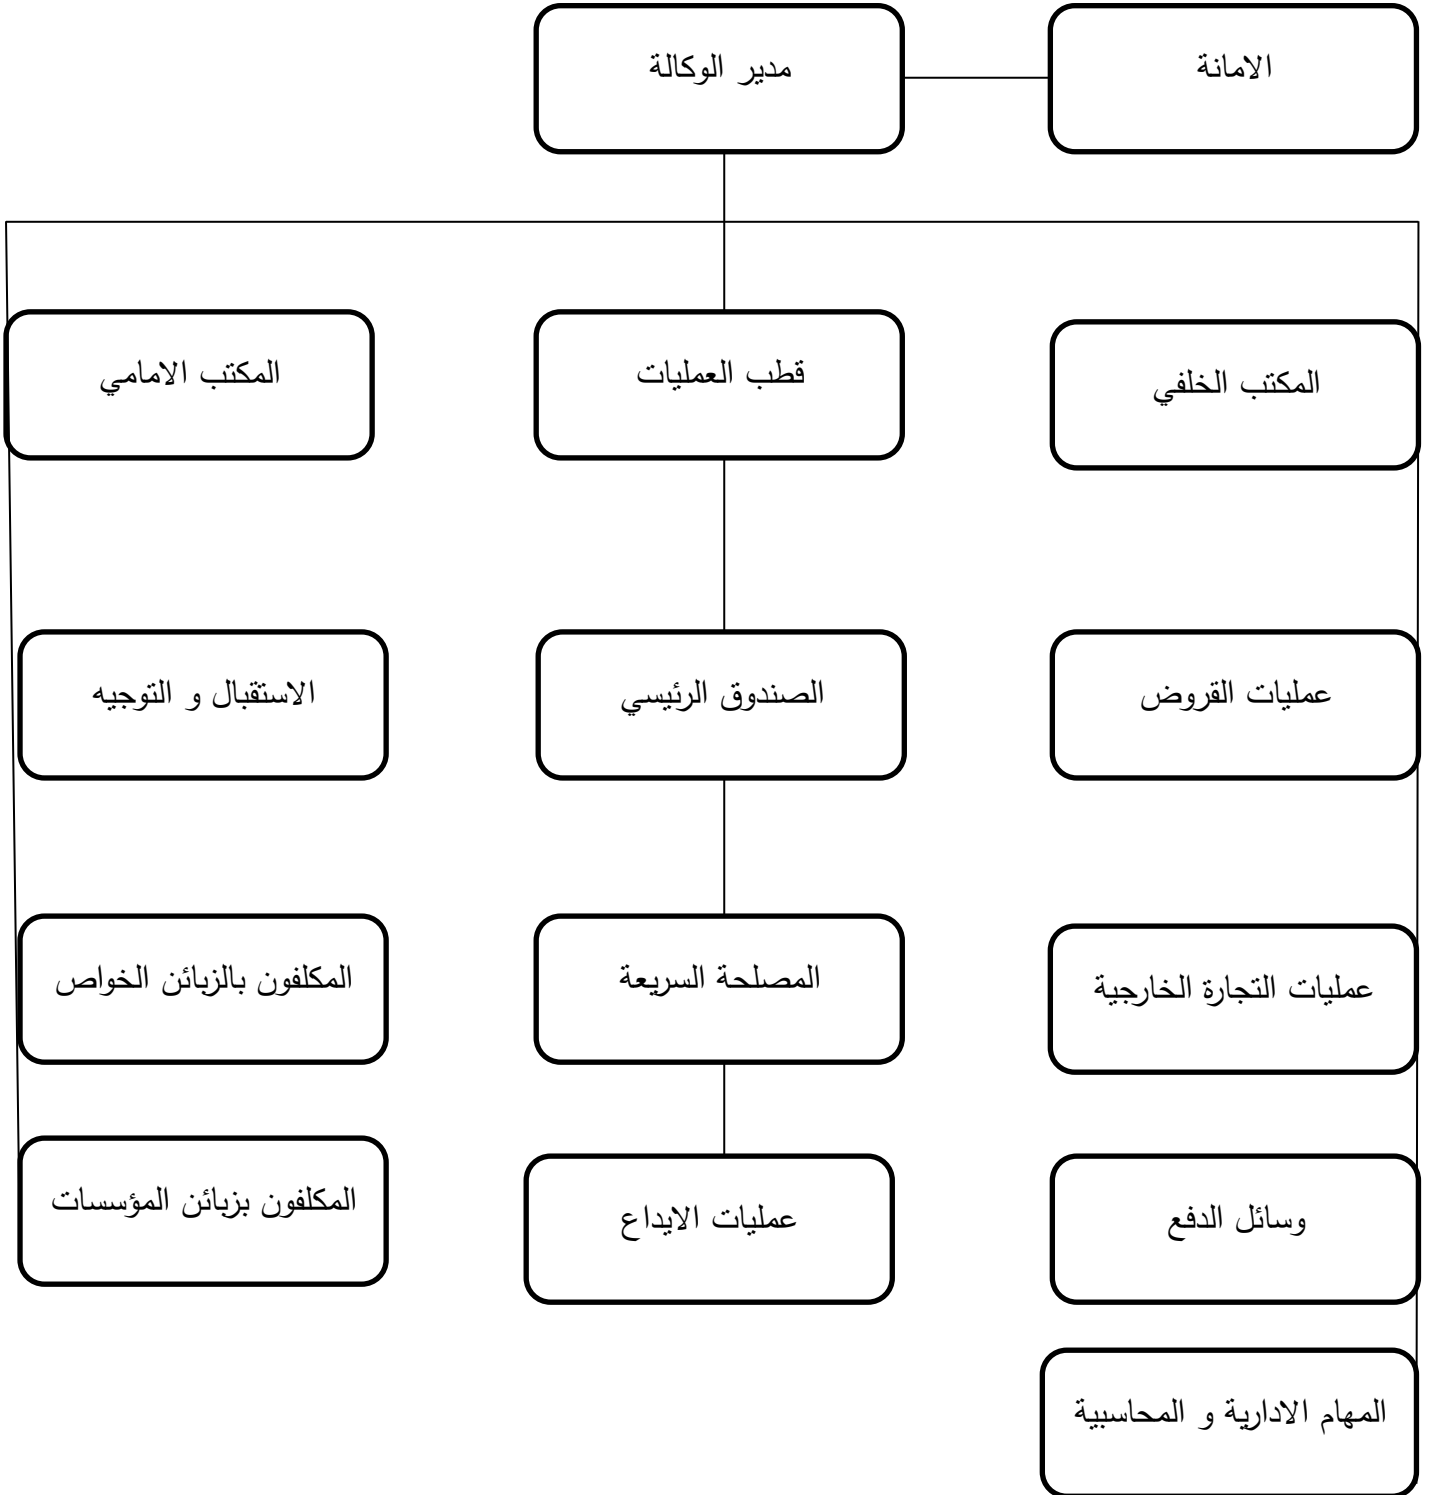 الامانة
مدير الوكالة
المكتب الخلفي
قطب العمليات
المكتب الامامي
عمليات القروض
الصندوق الرئيسي
الاستقبال و التوجيه
عمليات التجارة الخارجية
المصلحة السريعة
المكلفون بالزبائن الخواص
وسائل الدفع
عمليات الايداع
المكلفون بزبائن المؤسسات
المهام الادارية و المحاسبية